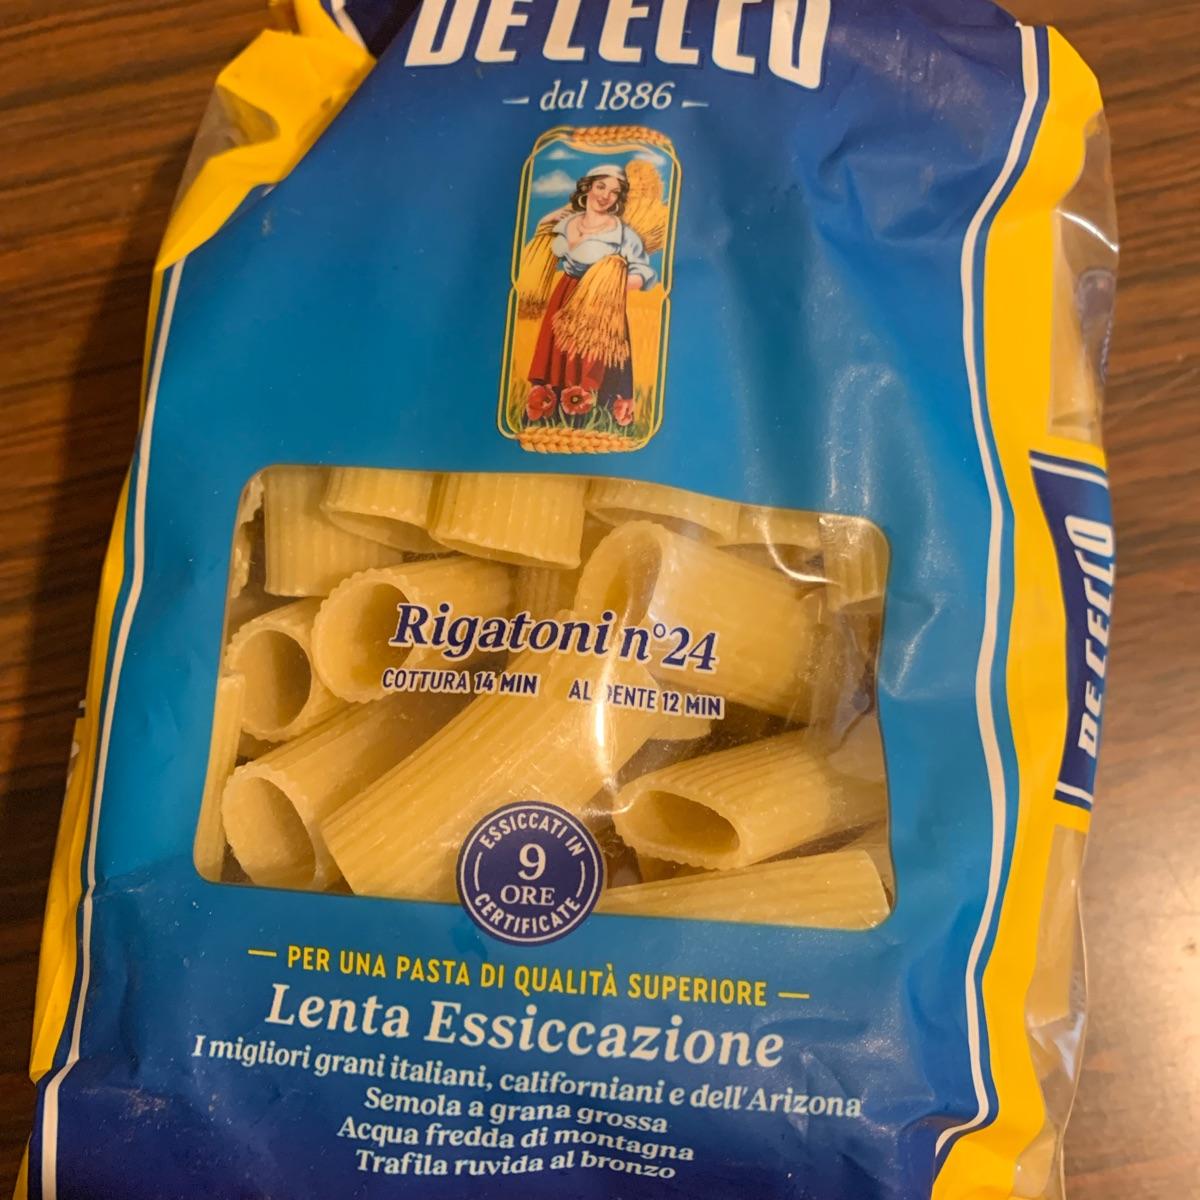 DE CECCO
dal 1886
Rigatoni n°24
COTTURA 14 MIN AL DENTE 12 MIN
ESSICCATI IN
9
ORE
CERTIFICATE
PER UNA PASTA DI QUALITÀ SUPERIORE
Lenta Essiccazione
I migliori grani italiani, californiani e dell'Arizona
Semola a grana grossa
Acqua fredda di montagna
Trafila ruvida al bronzo
DE CECCO